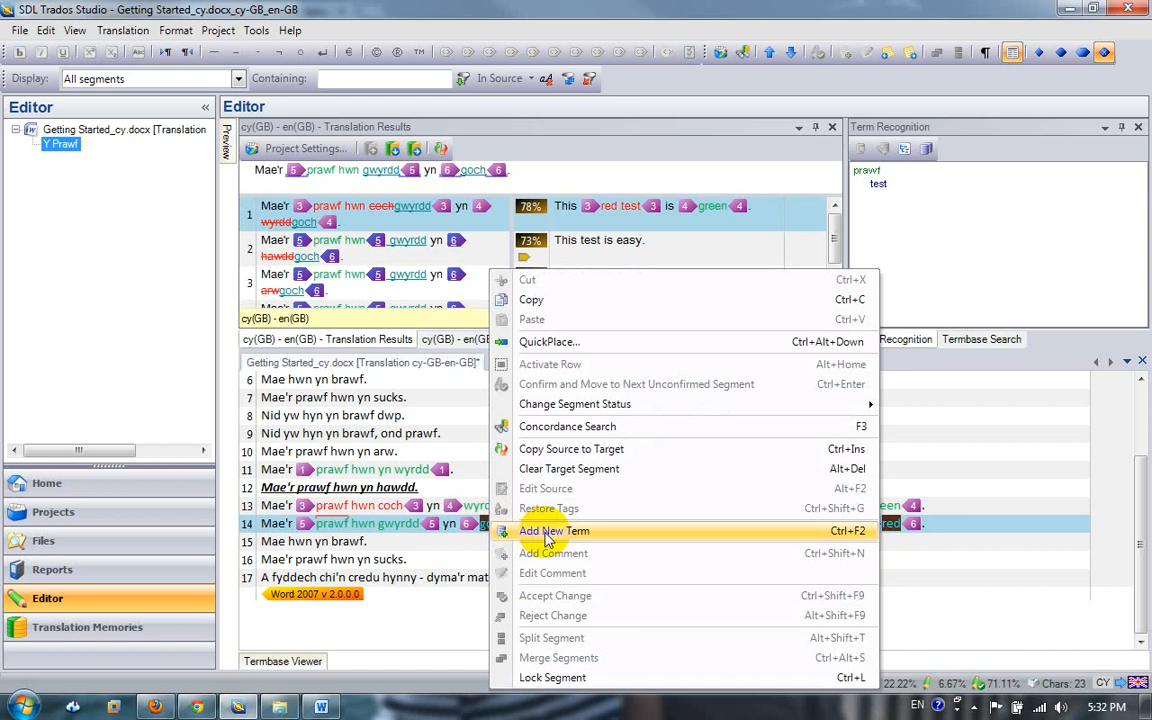 SDL Trados Studio - Getting Started_cy.docx_cy-GB_en-GB
File Edit View Translation Format Project Tools Help
Display: All segments Containing: In Source
Editor
Getting Started_cy.docx [Translation
Y Prawf
Home
Projects
Files
Reports
Editor
Translation Memories
Editor
Preview
cy(GB) - en(GB) - Translation Results
Project Settings...
Mae'r 5 prawf hwn gwyrdd 5 yn 6 goch 6 .
1 Mae'r 3 prawf hwn cochgwyrdd 3 yn 4 wyrddgoch 4 . 78% This 3 red test 3 is 4 green 4 .
2 Mae'r 5 prawf hwn 5 gwyrdd yn 6 hawddgoch 6 . 73% This test is easy.
3 Mae'r 5 prawf hwn 5 gwyrdd yn 6 arwgoch 6 .
cy(GB) - en(GB)
Term Recognition
prawf
test
cy(GB) - en(GB) - Translation Results
Recognition Termbase Search
Getting Started_cy.docx [Translation cy-GB-en-GB]*
6 Mae hwn yn brawf.
7 Mae'r Prawf hwn yn sucks.
8 Nid yw hyn yn brawf dwp.
9 Nid yw hwn yn brawf, ond prawf.
10 Mae'r Prawf hwn yn arw.
11 Mae'r 1 prawf hwn yn wyrdd 1 .
12 Mae'r prawf hwn yn hawdd.
13 Mae'r 3 prawf hwn coch 3 yn 4
14 Mae'r 5 prawf hwn gwyrdd 5 yn 6 red 6 .
15 Mae hwn yn brawf.
16 Mae'r Prawf hwn yn sucks.
17 A fyddech chi'n credu hynny - dyma'r mat
Word 2007 v 2.0.0.0
Termbase Viewer
Cut Ctrl+X
Copy Ctrl+C
Paste Ctrl+V
QuickPlace... Ctrl+Alt+Down
Activate Row Alt+Home
Confirm and Move to Next Unconfirmed Segment Ctrl+Enter
Change Segment Status
Concordance Search F3
Copy Source to Target Ctrl+Ins
Clear Target Segment Alt+Del
Edit Source Alt+F2
Restore Tags Ctrl+Shift+G
Add New Term Ctrl+F2
Add Comment Ctrl+Shift+N
Edit Comment
Accept Change Ctrl+Shift+F9
Reject Change Alt+Shift+F9
Split Segment Alt+Shift+T
Merge Segments Ctrl+Alt+S
Lock Segment Ctrl+L
22.22% 6.67% 71.11% Chars: 23 CY
EN 5:32 PM